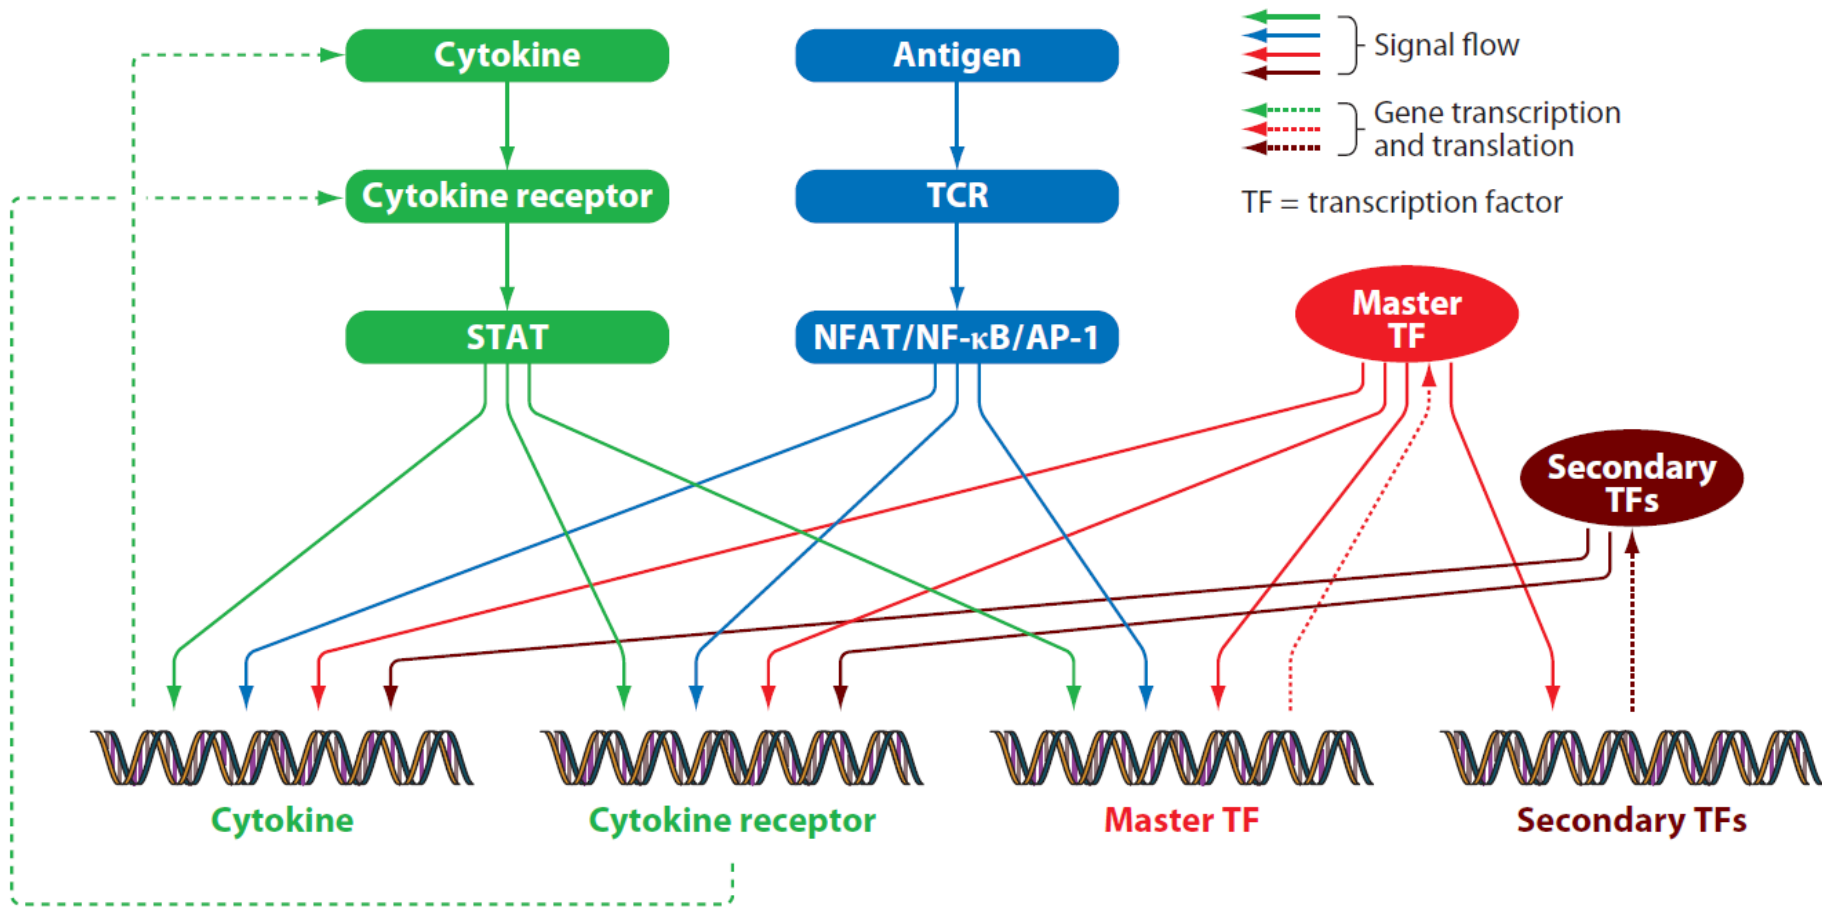 Cytokine
Antigen
Signal flow
Gene transcription
and translation
Cytokine receptor
TCR
TF = transcription factor
STAT
NFAT/NF-κB/AP-1
Master
TF
Secondary
TFs
Cytokine
Cytokine receptor
Master TF
Secondary TFs